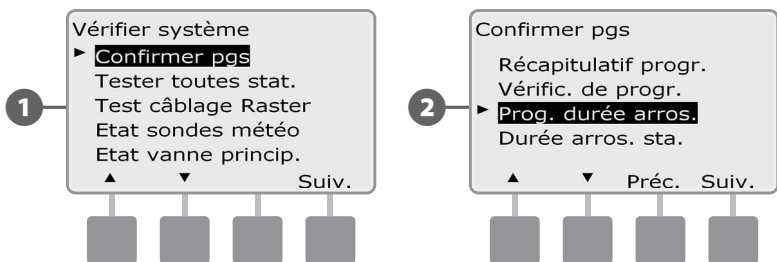 1
Vérifier système
► Confirmer pgs
Tester toutes stat.
Test câblage Raster
Etat sondes météo
Etat vanne princip.
▲ ▼ Suiv.
2
Confirmer pgs
Récapitulatif progr.
Vérific. de progr.
► Prog. durée arros.
Durée arros. sta.
▲ ▼ Préc. Suiv.